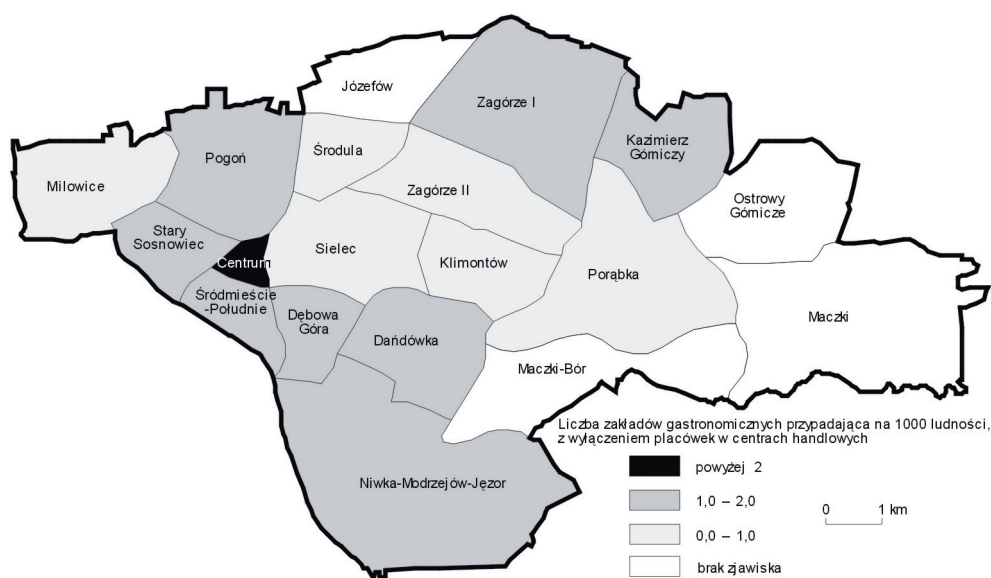 Józefów
Zagórze I
Kazimierz
Górniczy
Pogoń
Środula
Milowice
Zagórze II
Ostrowy
Górnicze
Stary
Sosnowiec
Sielec
Centrum
Klimontów
Porąbka
Śródmieście
-Południe
Dębowa
Góra
Dańdówka
Maczki
Maczki-Bór
Niwka-Modrzejów-Jęzor
Liczba zakładów gastronomicznych przypadająca na 1000 ludności,
z wyłączeniem placówek w centrach handlowych
powyżej 2
1,0 – 2,0
0,0 – 1,0
brak zjawiska
0 1 km